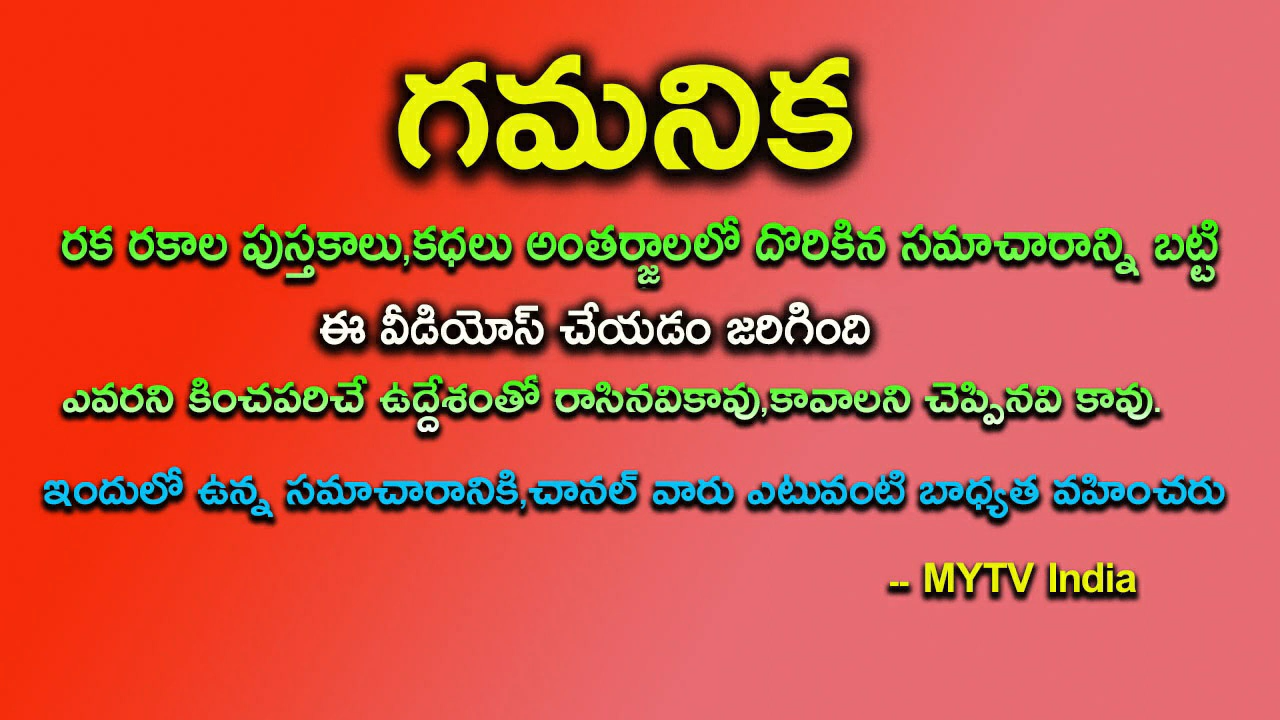 గమనిక
రక రకాల పుస్తకాలు,కధలు అంతర్జాలలో దొరికిన సమాచారాన్ని బట్టి
ఈ వీడియోస్ చేయడం జరిగింది
ఎవరని కించపరిచే ఉద్దేశంతో రాసినవికావు,కావాలని చెప్పినవి కావు.
ఇందులో ఉన్న సమాచారానికి,చానల్ వారు ఎటువంటి బాధ్యత వహించరు
-- MYTV India